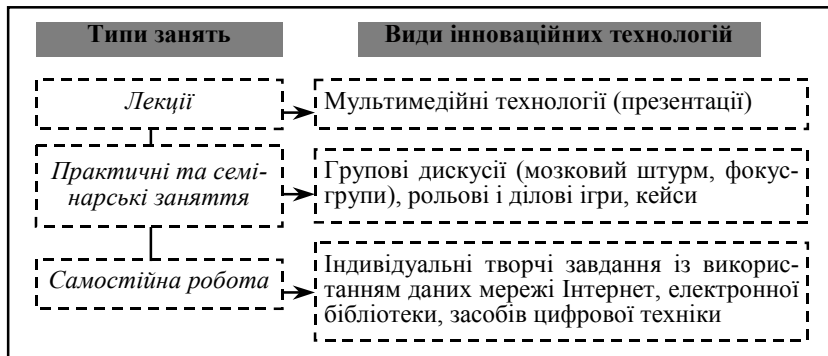 Типи занять
Види інноваційних технологій
Лекції
Мультимедійні технології (презентації)
Практичні та семі-
нарські заняття
Групові дискусії (мозковий штурм, фокус-
групи), рольові і ділові ігри, кейси
Самостійна робота
Індивідуальні творчі завдання із використ-
танням даних мережі Інтернет, електронної
бібліотеки, засобів цифрової техніки